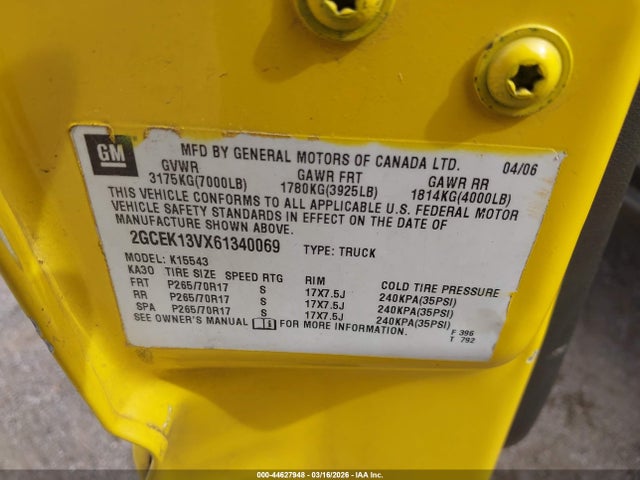 GM
MFD BY GENERAL MOTORS OF CANADA LTD. 04/06
GVWR GAWR FRT GAWR RR
3175KG(7000LB) 1780KG(3925LB) 1814KG(4000LB)
THIS VEHICLE CONFORMS TO ALL APPLICABLE U.S. FEDERAL MOTOR
VEHICLE SAFETY STANDARDS IN EFFECT ON THE DATE OF
MANUFACTURE SHOWN ABOVE.
2GCEK13VX61340069 TYPE: TRUCK
MODEL: K15543
KA30 TIRE SIZE SPEED RTG RIM COLD TIRE PRESSURE
FRT P265/70R17 S 17X7.5J 240KPA(35PSI)
RR P265/70R17 S 17X7.5J 240KPA(35PSI)
SPA P265/70R17 S 17X7.5J 240KPA(35PSI)
SEE OWNER'S MANUAL FOR MORE INFORMATION.
F 396
T 792
000-44627948 - 03/16/2026 - IAA Inc.